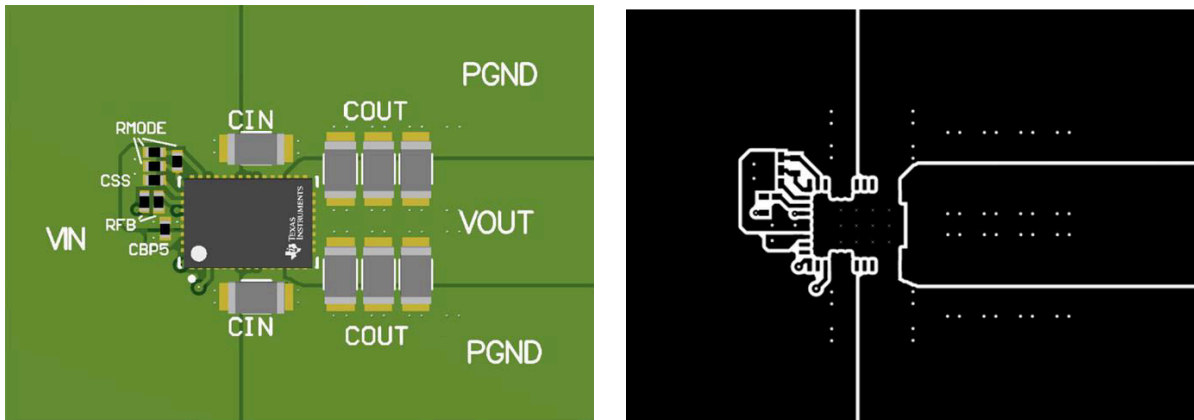 PGND
CIN
COUT
RMODE
CSS
TEXAS
INSTRUMENTS
VOUT
RFB
VIN
CBP5
CIN
COUT
PGND